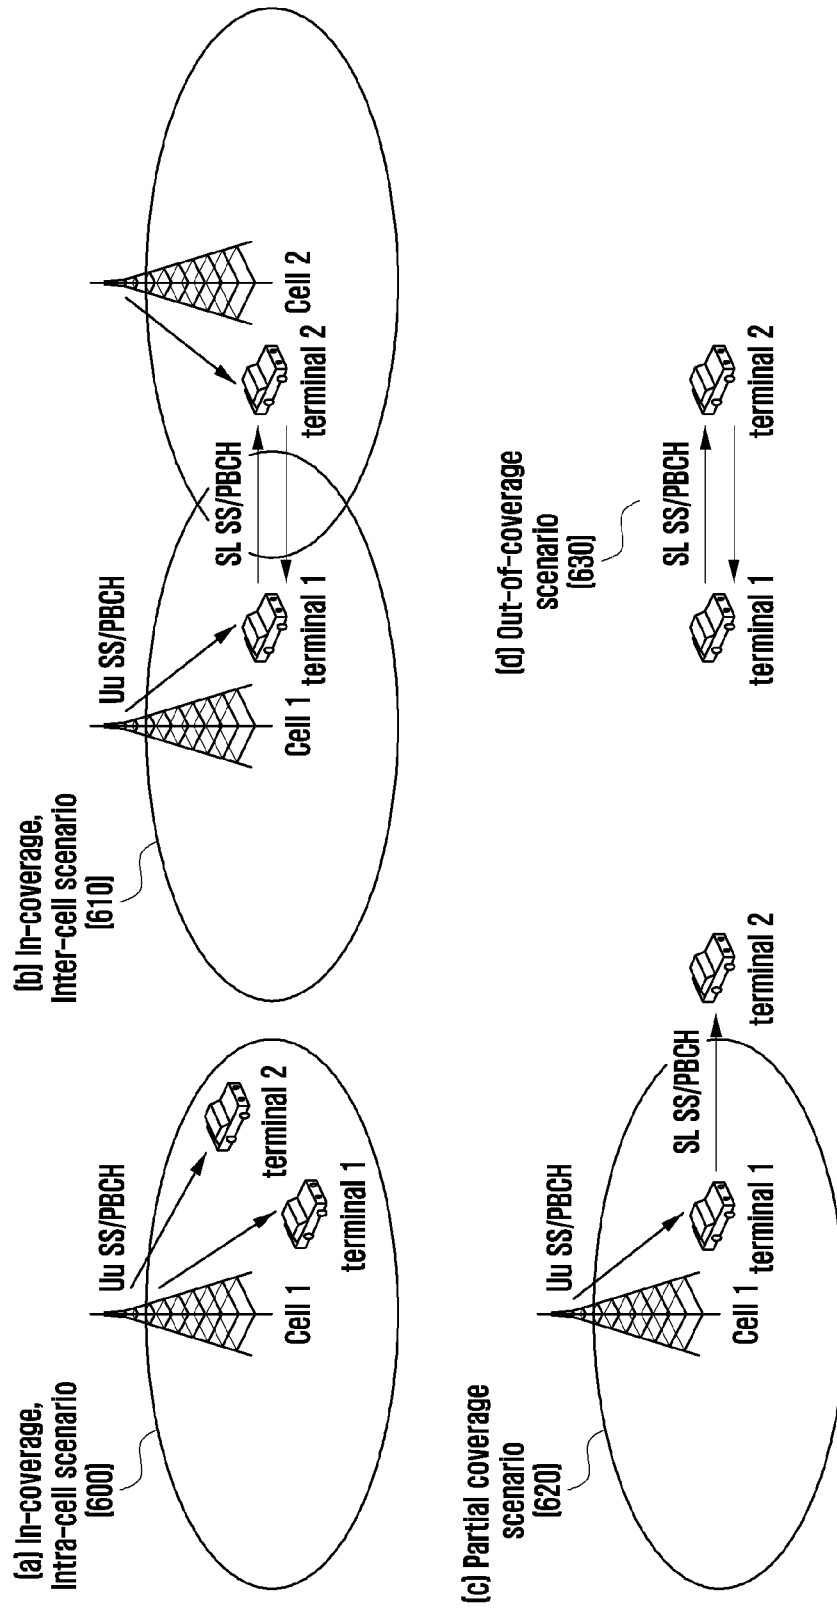 (a) In-coverage,
Intra-cell scenario
(600)
Uu SS/PBCH
terminal 2
terminal 1
Cell 1
(b) In-coverage,
Inter-cell scenario
(610)
Uu SS/PBCH
Cell 1
terminal 1
SL SS/PBCH
terminal 2
Cell 2
(c) Partial coverage
scenario
(620)
Uu SS/PBCH
Cell 1
terminal 1
SL SS/PBCH
terminal 2
(d) Out-of-coverage
scenario
(630)
SL SS/PBCH
terminal 1
terminal 2